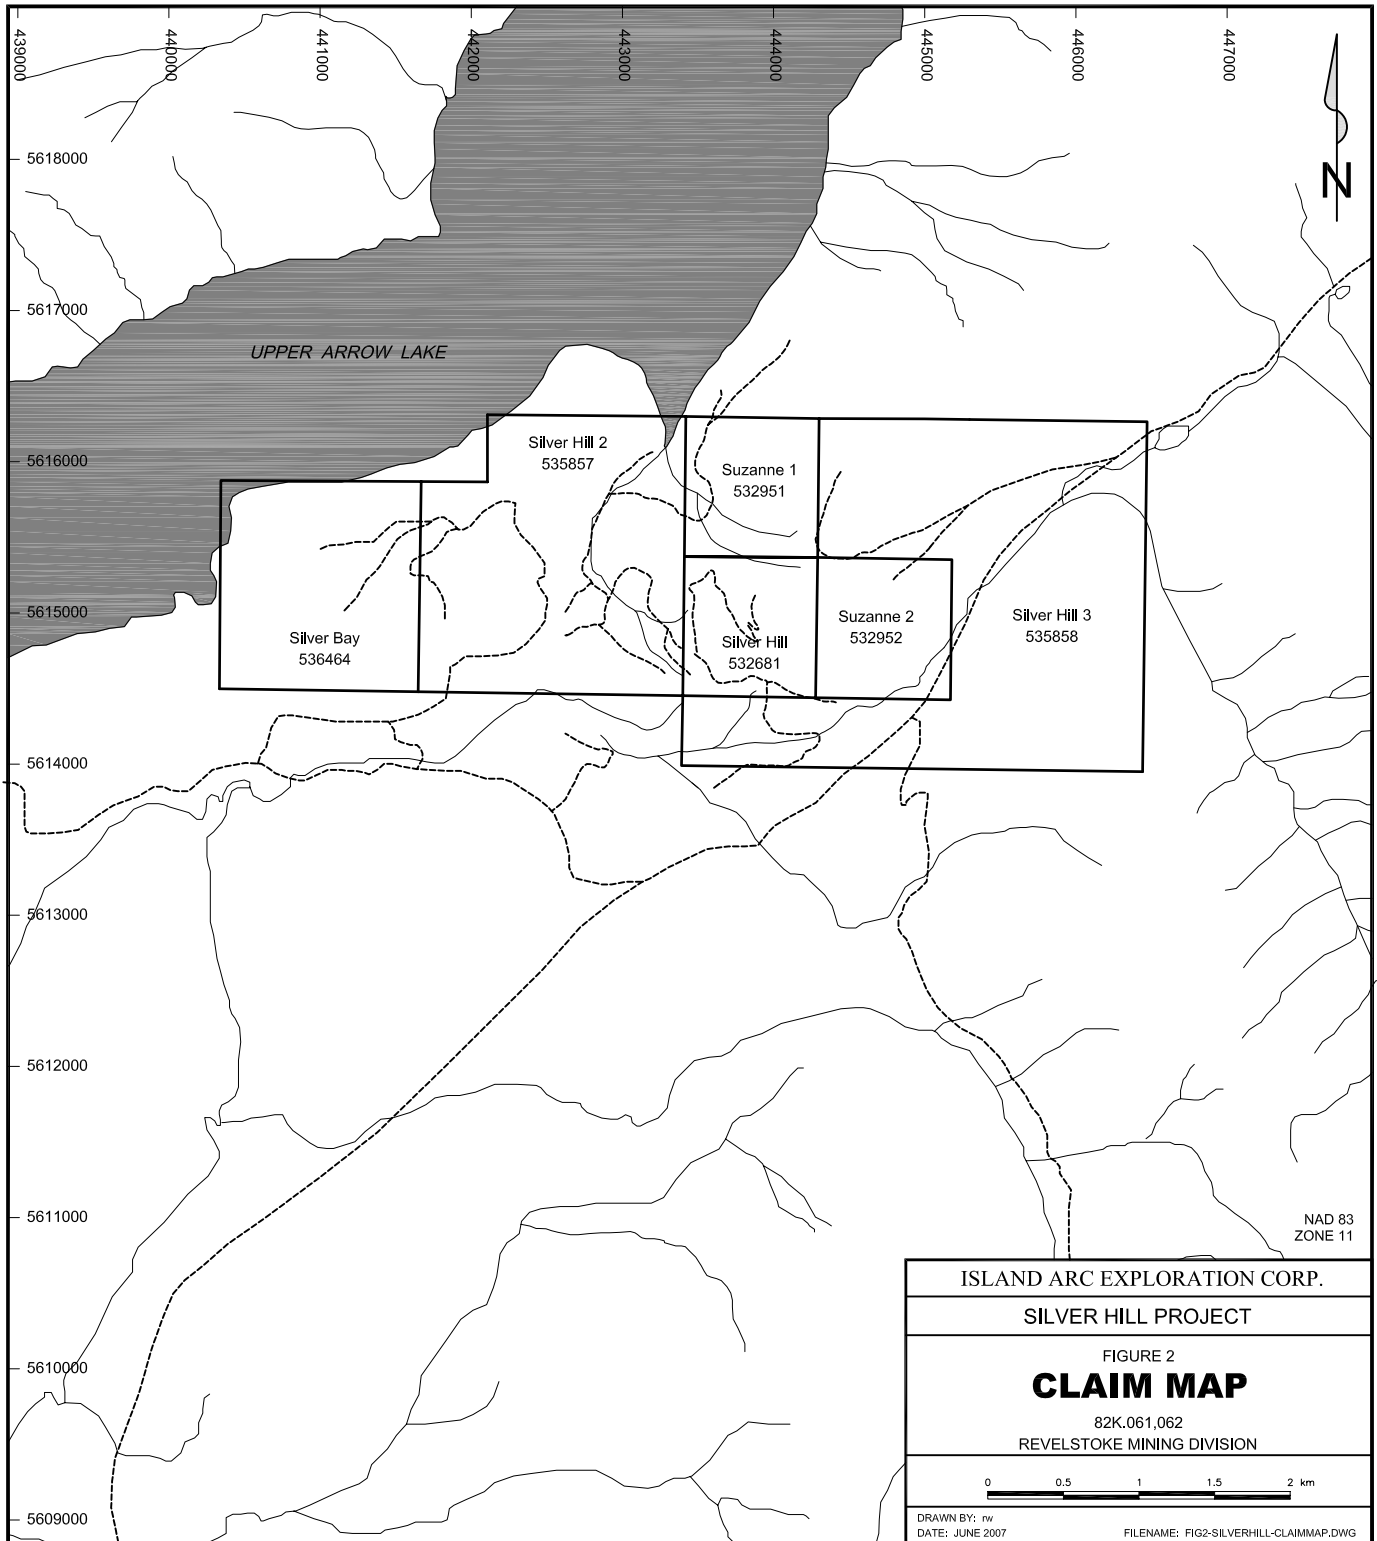 439000
440000
441000
442000
443000
444000
445000
446000
447000
N
5618000
5617000
UPPER ARROW LAKE
5616000
Silver Hill 2
535857
Suzanne 1
532951
5615000
Silver Bay
536464
Silver Hill
532681
Suzanne 2
532952
Silver Hill 3
535858
5614000
5613000
5612000
5611000
5610000
5609000
NAD 83
ZONE 11
ISLAND ARC EXPLORATION CORP.
SILVER HILL PROJECT
FIGURE 2
CLAIM MAP
82K.061,062
REVELSTOKE MINING DIVISION
0 0.5 1 1.5 2 km
DRAWN BY: rw
DATE: JUNE 2007 FILENAME: FIG2-SILVERHILL-CLAIMMAP.DWG